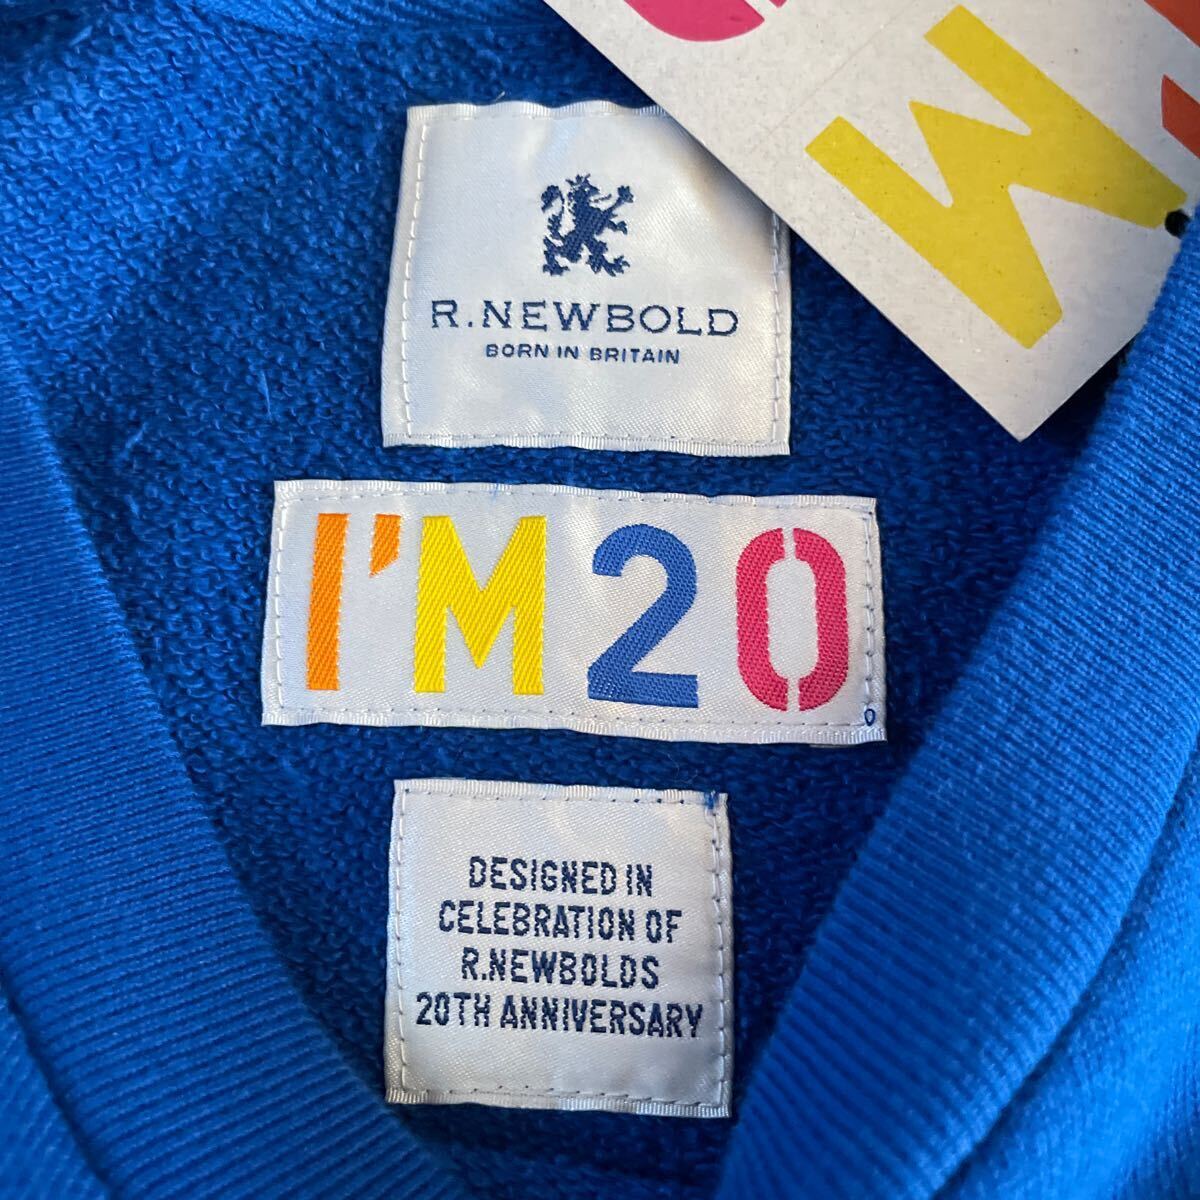 R.NEWBOLD
BORN IN BRITAIN
I'M20
DESIGNED IN
CELEBRATION OF
R.NEWBOLDS
20TH ANNIVERSARY
M